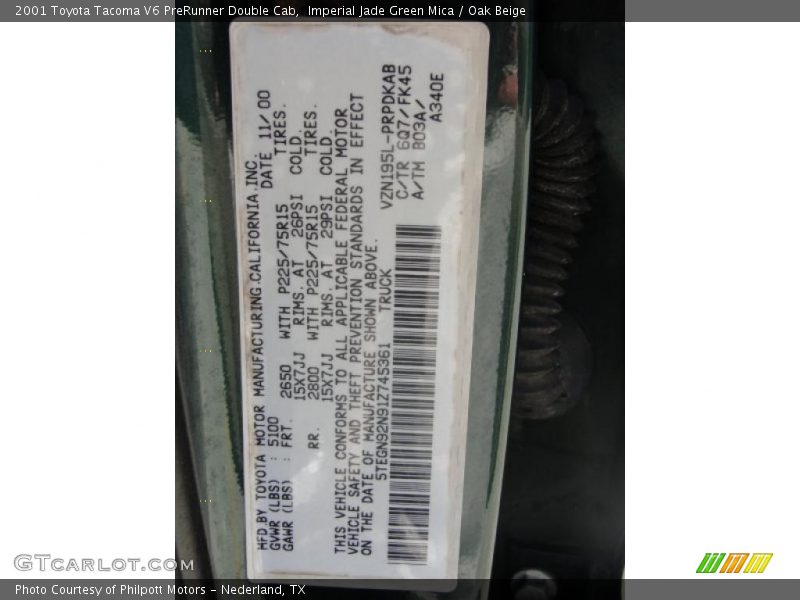 2001 Toyota Tacoma V6 PreRunner Double Cab, Imperial Jade Green Mica / Oak Beige
MFD BY TOYOTA MOTOR MANUFACTURING.CALIFORNIA.INC.
GVWR (LBS) : 5100 DATE 11/00
GAWR (LBS) : FRT. 2650 WITH P225/75R15 TIRES.
15X7JJ RIMS. AT 26PSI COLD.
RR. 2800 WITH P225/75R15 TIRES.
15X7JJ RIMS. AT 29PSI COLD.
THIS VEHICLE CONFORMS TO ALL APPLICABLE FEDERAL MOTOR
VEHICLE SAFETY AND THEFT PREVENTION STANDARDS IN EFFECT
ON THE DATE OF MANUFACTURE SHOWN ABOVE.
5TEGN92N91Z745361 TRUCK
VZN195L-PRPDKAB
C/TR 6Q7/FK45
A/TM B03A/
A340E
GTCarLot.com
Photo Courtesy of Philpott Motors - Nederland, TX